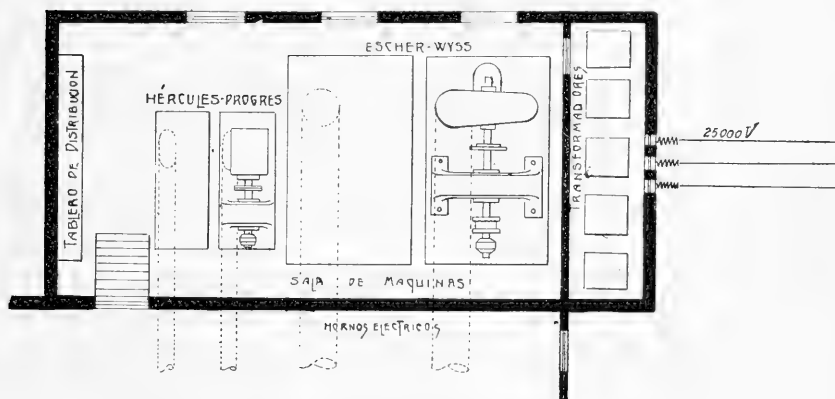 ESCHER-WYSS
HÉRCULES-PROGRES
TABLERO DE DISTRIBUCION
TRANSFORMADORES
25000 V
SALA DE MAQUINAS
HORNOS ELECTRICOS